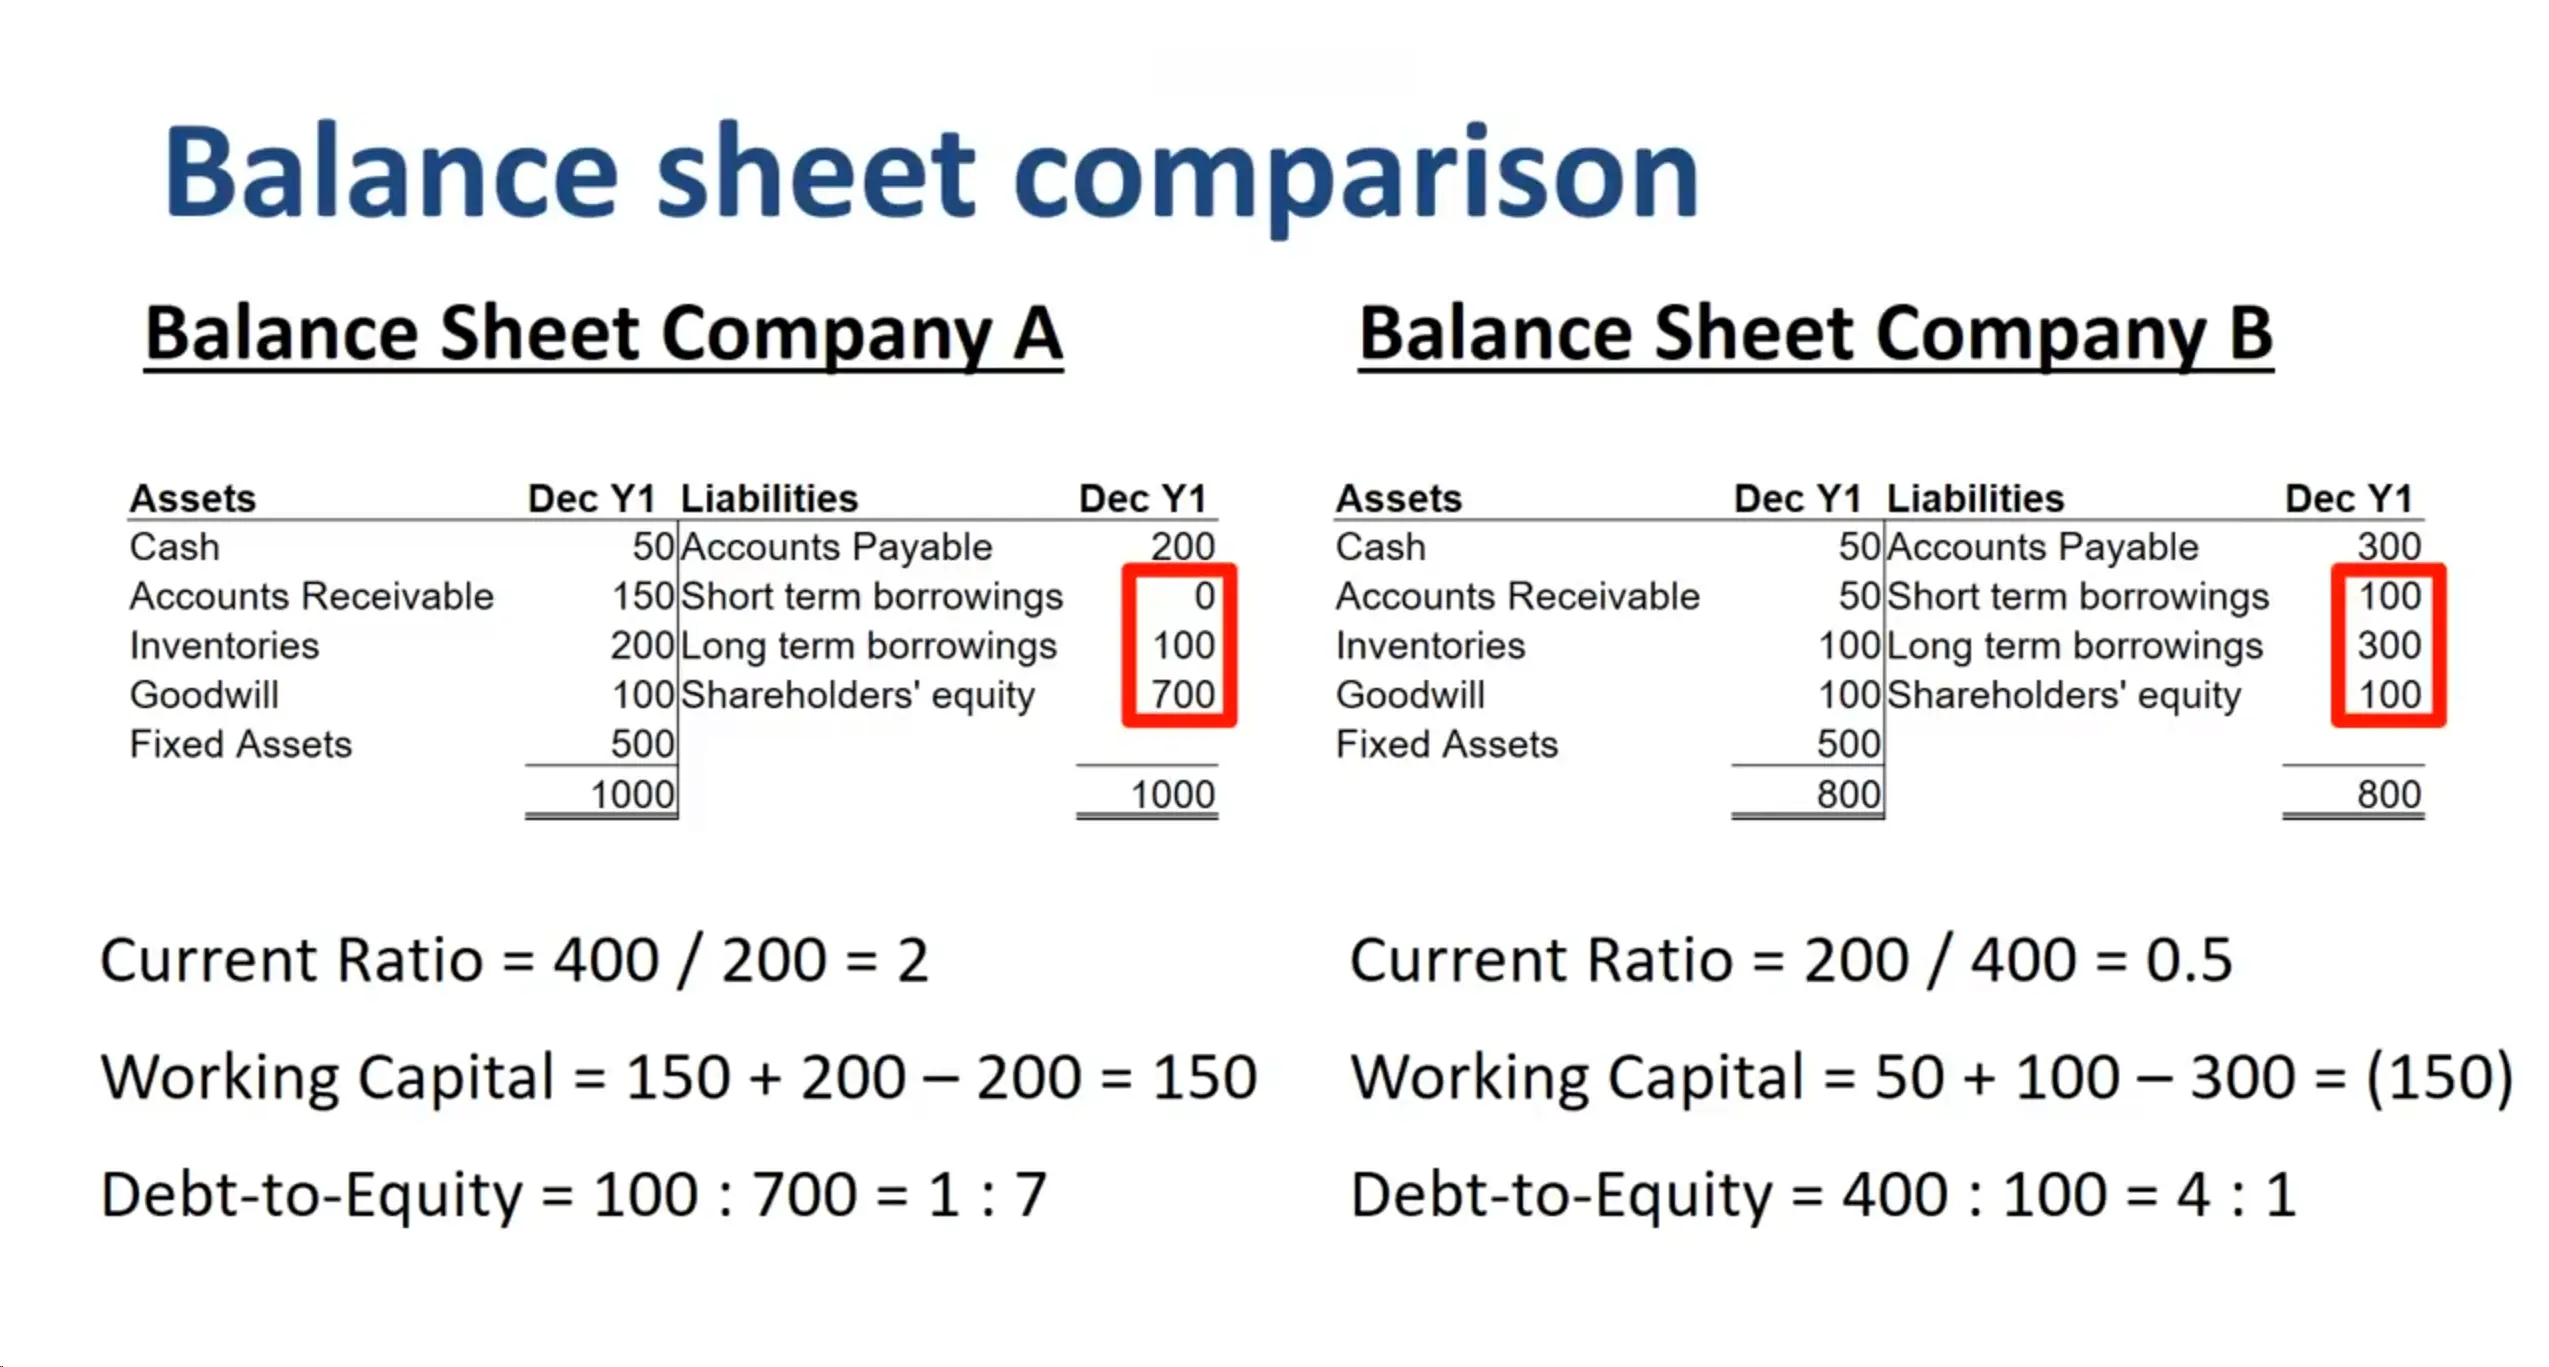 Balance sheet comparison
Balance Sheet Company A
Assets Dec Y1 Liabilities Dec Y1
Cash 50 Accounts Payable 200
Accounts Receivable 150 Short term borrowings 0
Inventories 200 Long term borrowings 100
Goodwill 100 Shareholders' equity 700
Fixed Assets 500
1000 1000
Current Ratio = 400 / 200 = 2
Working Capital = 150 + 200 – 200 = 150
Debt-to-Equity = 100 : 700 = 1 : 7
Balance Sheet Company B
Assets Dec Y1 Liabilities Dec Y1
Cash 50 Accounts Payable 300
Accounts Receivable 50 Short term borrowings 100
Inventories 100 Long term borrowings 300
Goodwill 100 Shareholders' equity 100
Fixed Assets 500
800 800
Current Ratio = 200 / 400 = 0.5
Working Capital = 50 + 100 – 300 = (150)
Debt-to-Equity = 400 : 100 = 4 : 1